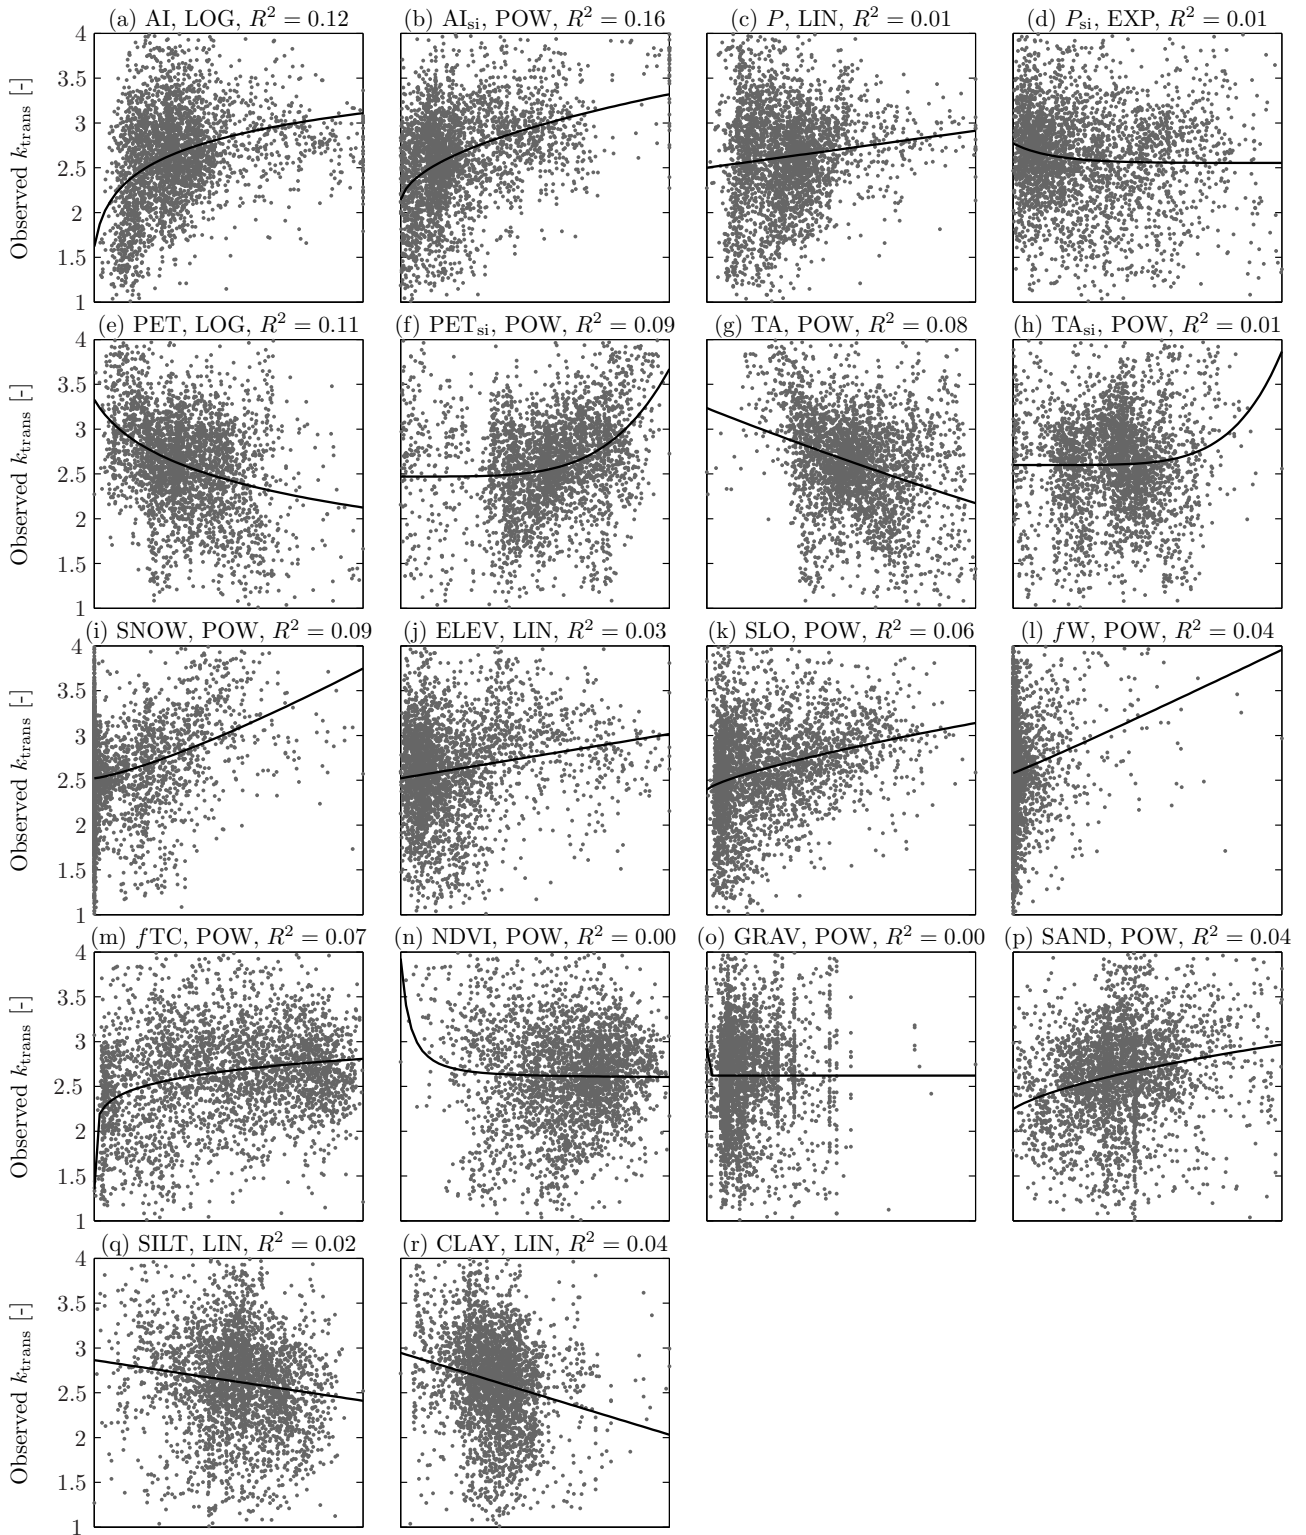 (a) AI, LOG, R² = 0.12
(b) AI_si, POW, R² = 0.16
(c) P, LIN, R² = 0.01
(d) P_si, EXP, R² = 0.01
Observed k_trans [-]
4
3.5
3
2.5
2
1.5
1
(e) PET, LOG, R² = 0.11
(f) PET_si, POW, R² = 0.09
(g) TA, POW, R² = 0.08
(h) TA_si, POW, R² = 0.01
Observed k_trans [-]
4
3.5
3
2.5
2
1.5
1
(i) SNOW, POW, R² = 0.09
(j) ELEV, LIN, R² = 0.03
(k) SLO, POW, R² = 0.06
(l) fW, POW, R² = 0.04
Observed k_trans [-]
4
3.5
3
2.5
2
1.5
1
(m) fTC, POW, R² = 0.07
(n) NDVI, POW, R² = 0.00
(o) GRAV, POW, R² = 0.00
(p) SAND, POW, R² = 0.04
Observed k_trans [-]
4
3.5
3
2.5
2
1.5
1
(q) SILT, LIN, R² = 0.02
(r) CLAY, LIN, R² = 0.04
Observed k_trans [-]
4
3.5
3
2.5
2
1.5
1